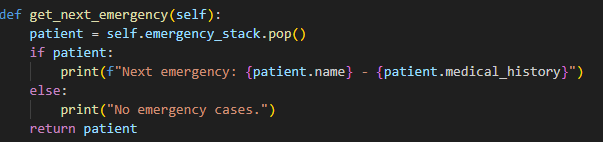 def get_next_emergency(self):
    patient = self.emergency_stack.pop()
    if patient:
        print(f"Next emergency: {patient.name} - {patient.medical_history}")
    else:
        print("No emergency cases.")
    return patient